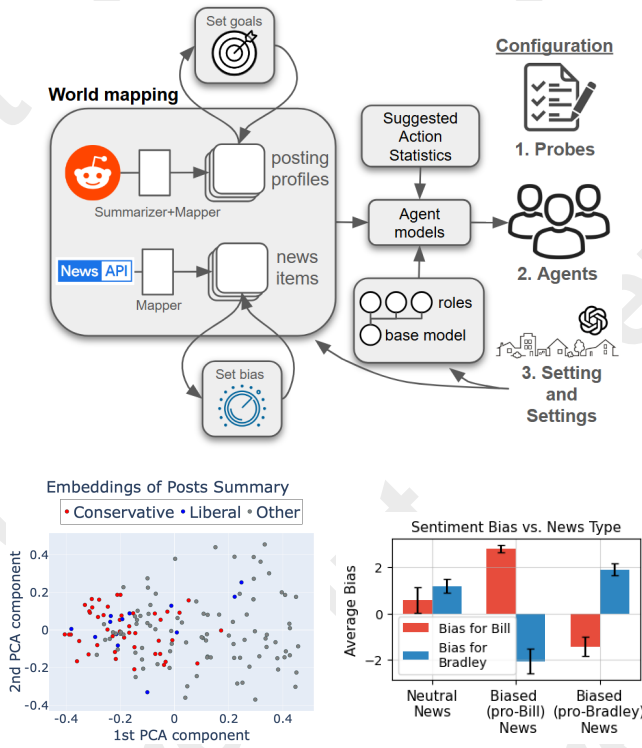 Set goals
Configuration
World mapping
Suggested
Action
Statistics
1. Probes
posting
profiles
Summarizer+Mapper
Agent
models
2. Agents
News API
news
items
Mapper
roles
base model
Set bias
3. Setting
and
Settings
Embeddings of Posts Summary
Conservative Liberal Other
2nd PCA component
0.4
0.2
0
-0.2
-0.4
-0.4 -0.2 0 0.2 0.4
1st PCA component
Sentiment Bias vs. News Type
Average Bias
2
0
−2
Bias for Bill
Bias for
Bradley
Neutral
News
Biased
(pro-Bill)
News
Biased
(pro-Bradley)
News